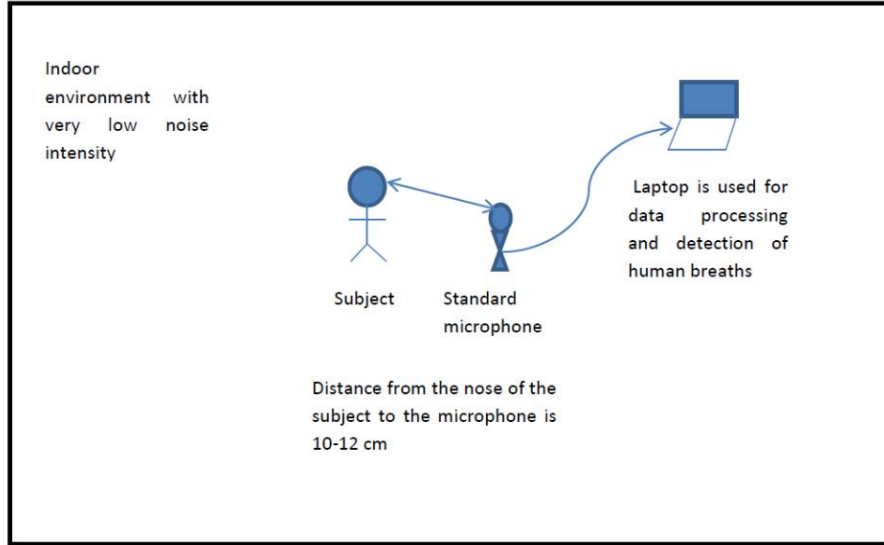 Indoor
environment with
very low noise
intensity
Laptop is used for
data processing
and detection of
human breaths
Subject
Standard
microphone
Distance from the nose of the
subject to the microphone is
10-12 cm